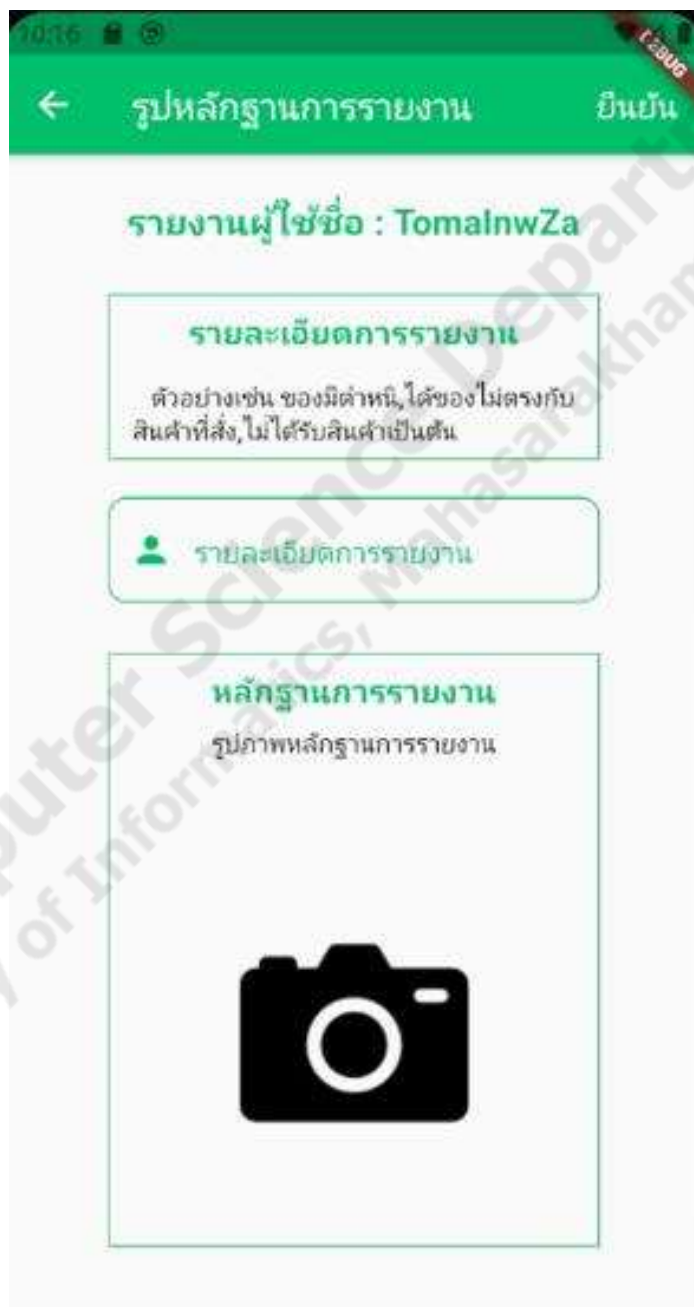 10:16
DEBUG
รูปหลักฐานการรายงาน
ยืนยัน
รายงานผู้ใช้ชื่อ : TomaInwZa
รายละเอียดการรายงาน
ตัวอย่างเช่น ของมีตำหนิ,ได้ของไม่ตรงกับ
สินค้าที่สั่ง,ไม่ได้รับสินค้าเป็นต้น
รายละเอียดการรายงาน
หลักฐานการรายงาน
รูปภาพหลักฐานการรายงาน